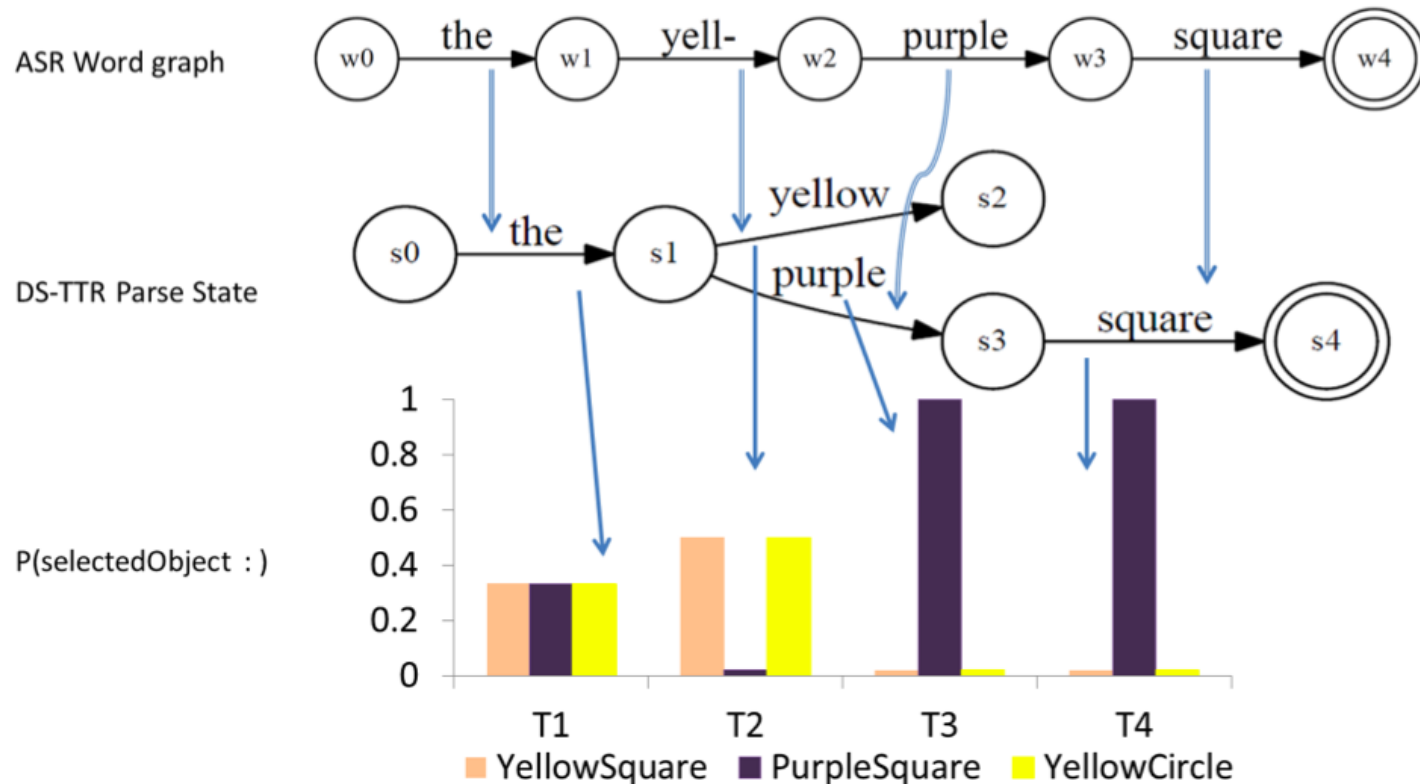 ASR Word graph
w0 the w1 yell- w2 purple w3 square w4
yellow s2
s0 the s1
purple
DS-TTR Parse State
s3 square s4
1
0.8
0.6
P(selectedObject : )
0.4
0.2
0
T1 T2 T3 T4
YellowSquare PurpleSquare YellowCircle